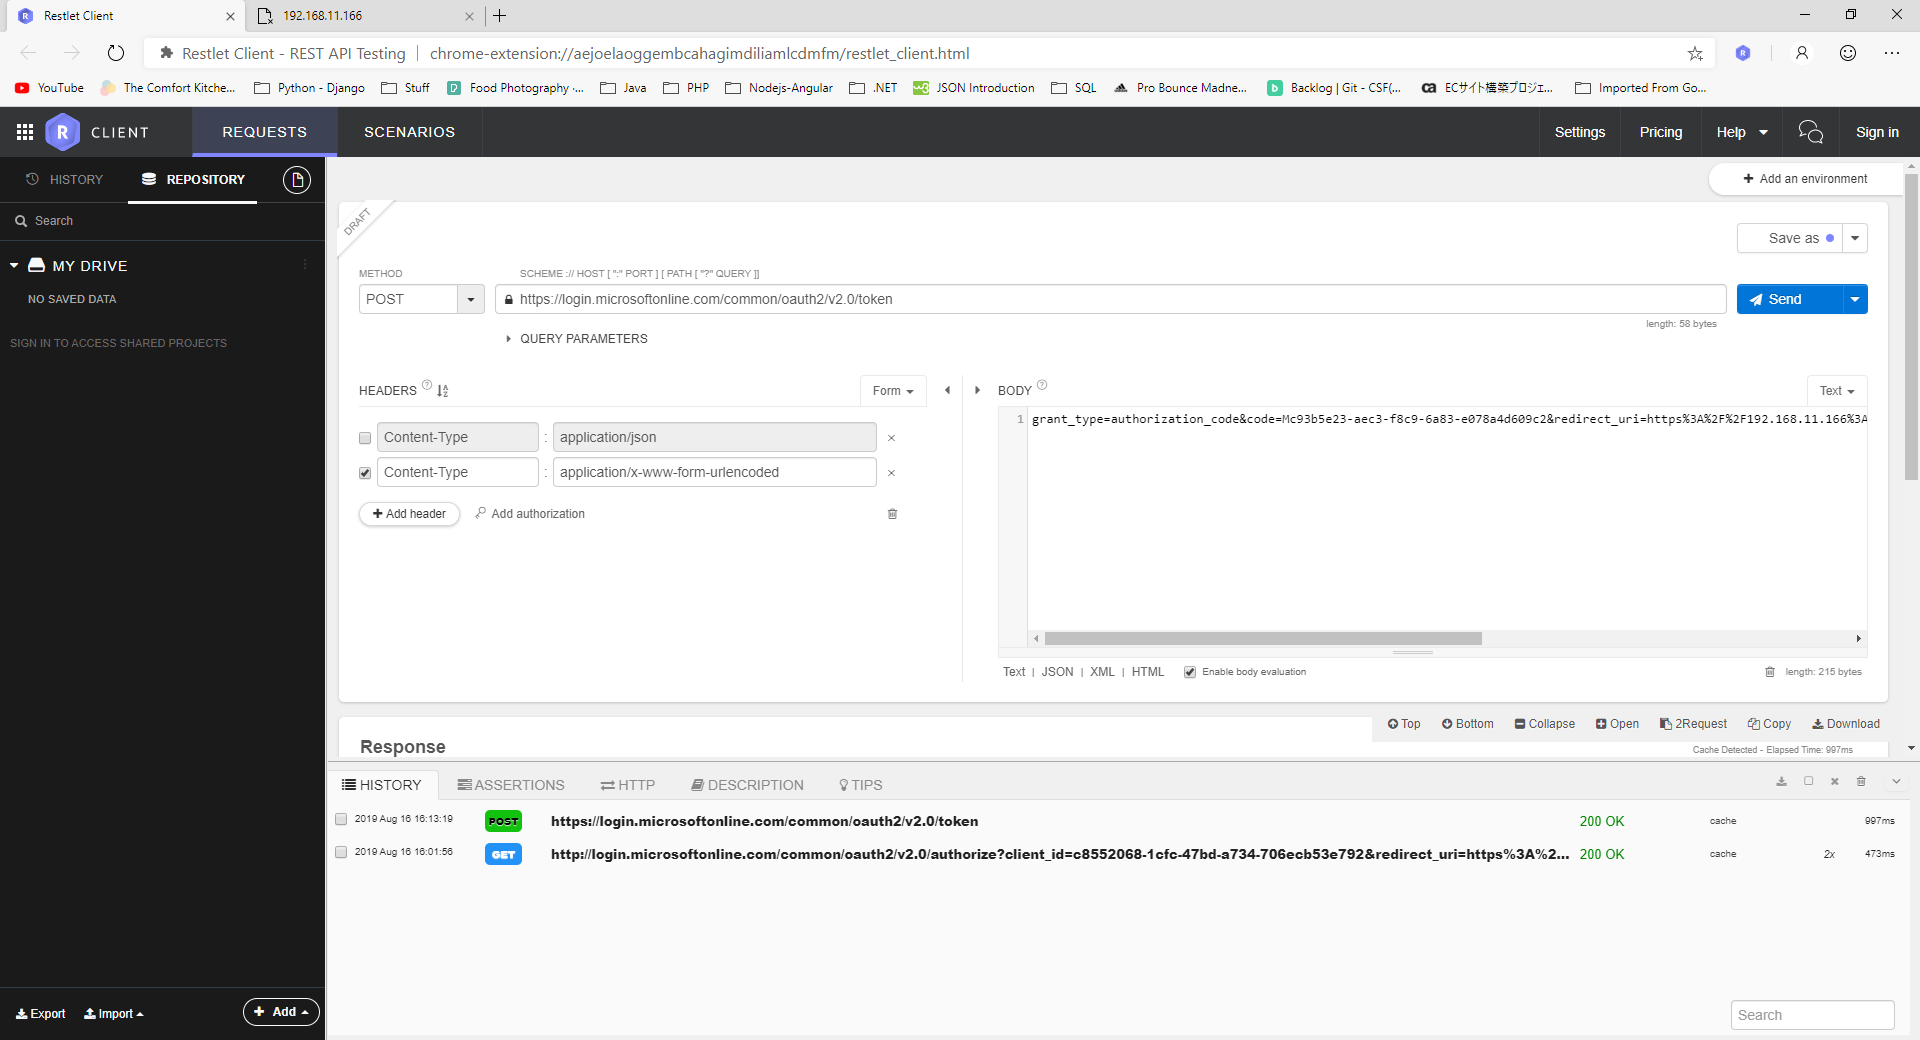 Restlet Client
192.168.11.166
Restlet Client - REST API Testing
chrome-extension://aejoelaoggembcahagimdiliamlcdmfm/restlet_client.html
YouTube
The Comfort Kitche...
Python - Django
Stuff
Food Photography -...
Java
PHP
Nodejs-Angular
.NET
JSON Introduction
SQL
Pro Bounce Madne...
Backlog | Git - CSF(...
ECサイト構築プロジェ...
Imported From Go...
R CLIENT
REQUESTS
SCENARIOS
Settings
Pricing
Help
Sign in
HISTORY
REPOSITORY
Search
MY DRIVE
NO SAVED DATA
SIGN IN TO ACCESS SHARED PROJECTS
Add an environment
DRAFT
Save as
METHOD
SCHEME :// HOST [ ":" PORT ] [ PATH [ "?" QUERY ]]
POST
https://login.microsoftonline.com/common/oauth2/v2.0/token
Send
length: 58 bytes
QUERY PARAMETERS
HEADERS
Form
BODY
Text
Content-Type : application/json
Content-Type : application/x-www-form-urlencoded
Add header
Add authorization
1 grant_type=authorization_code&code=Mc93b5e23-aec3-f8c9-6a83-e078a4d609c2&redirect_uri=https%3A%2F%2F192.168.11.166%3A
Text | JSON | XML | HTML
Enable body evaluation
length: 215 bytes
Top
Bottom
Collapse
Open
2Request
Copy
Download
Response
Cache Detected - Elapsed Time: 997ms
HISTORY
ASSERTIONS
HTTP
DESCRIPTION
TIPS
2019 Aug 16 16:13:19 POST https://login.microsoftonline.com/common/oauth2/v2.0/token 200 OK cache 997ms
2019 Aug 16 16:01:56 GET http://login.microsoftonline.com/common/oauth2/v2.0/authorize?client_id=c8552068-1cfc-47bd-a734-706ecb53e792&redirect_uri=https%3A%2... 200 OK cache 2x 473ms
Export
Import
Add
Search